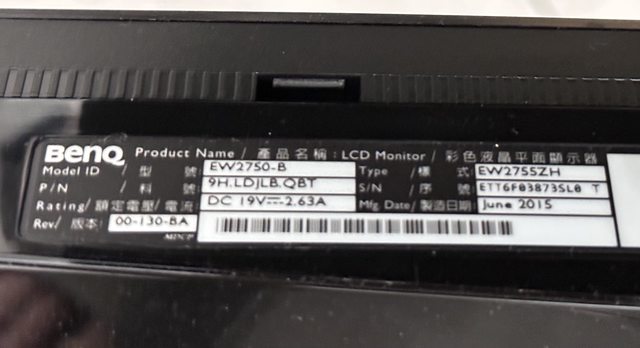 BenQ Product Name / 產品名稱 : LCD Monitor / 彩色液晶平面顯示器
Model ID / 型 號 EW2750-B Type / 樣 式 EW2755ZH
P/N / 料 號 9H.LDJLB.QBT S/N / 序 號 ETT6F03873SL0 T
Rating/ 額定電壓/ 電流 DC 19V⎓2.63A Mfg Date/ 製造日期: June 2015
Rev/ 版本: 00-130-BA